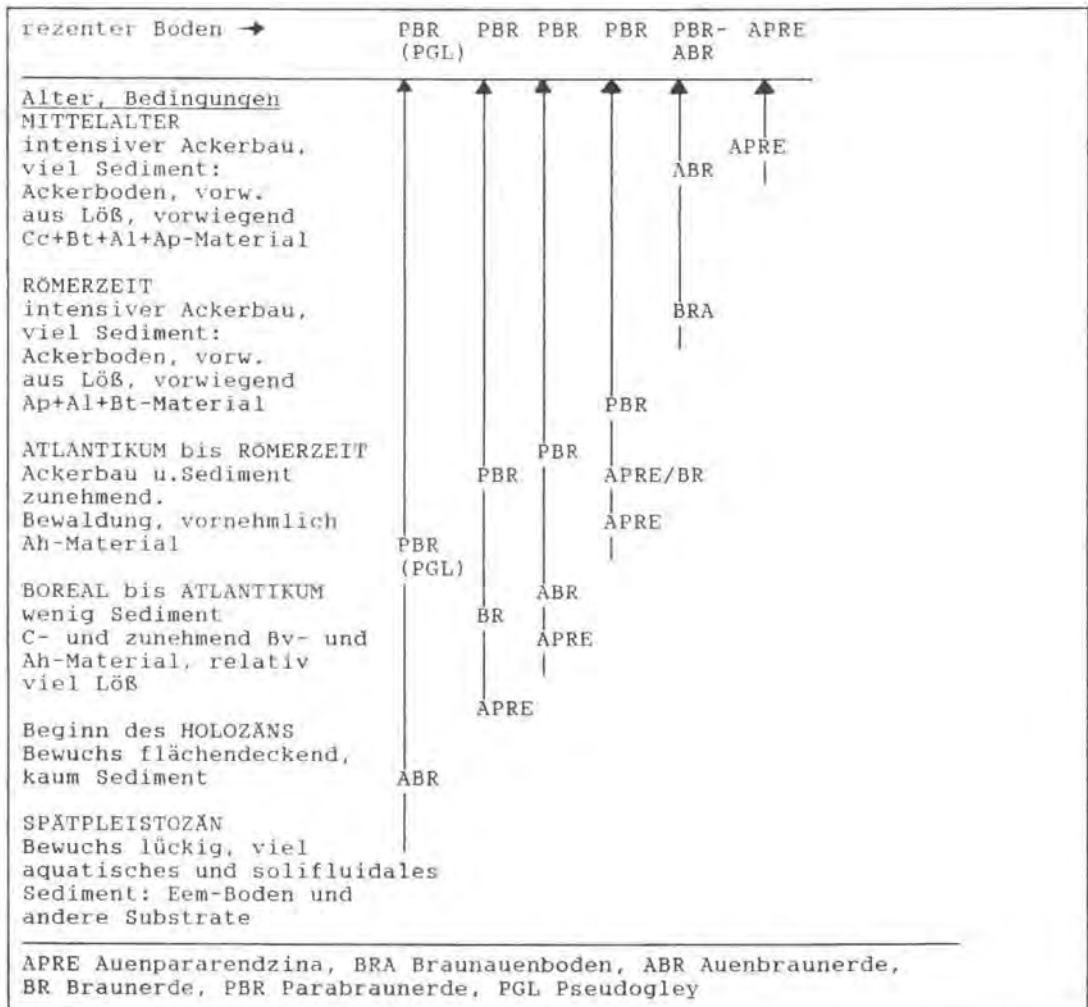 rezenter Boden → PBR PBR PBR PBR PBR- APRE
(PGL) ABR
Alter, Bedingungen
MITTELALTER
intensiver Ackerbau, APRE
viel Sediment: ABR
Ackerboden, vorw.
aus Löß, vorwiegend
Cc+Bt+Al+Ap-Material
RÖMERZEIT
intensiver Ackerbau, BRA
viel Sediment:
Ackerboden, vorw.
aus Löß, vorwiegend
Ap+Al+Bt-Material PBR
ATLANTIKUM bis RÖMERZEIT PBR
Ackerbau u.Sediment PBR APRE/BR
zunehmend.
Bewaldung, vornehmlich APRE
Ah-Material PBR
(PGL)
BOREAL bis ATLANTIKUM ABR
wenig Sediment BR
C- und zunehmend Bv- und APRE
Ah-Material, relativ
viel Löß
APRE
Beginn des HOLOZÄNS
Bewuchs flächendeckend,
kaum Sediment ABR
SPÄTPLEISTOZÄN
Bewuchs lückig, viel
aquatisches und solifluidales
Sediment: Eem-Boden und
andere Substrate
APRE Auenpararendzina, BRA Braunauenboden, ABR Auenbraunerde,
BR Braunerde, PBR Parabraunerde, PGL Pseudogley